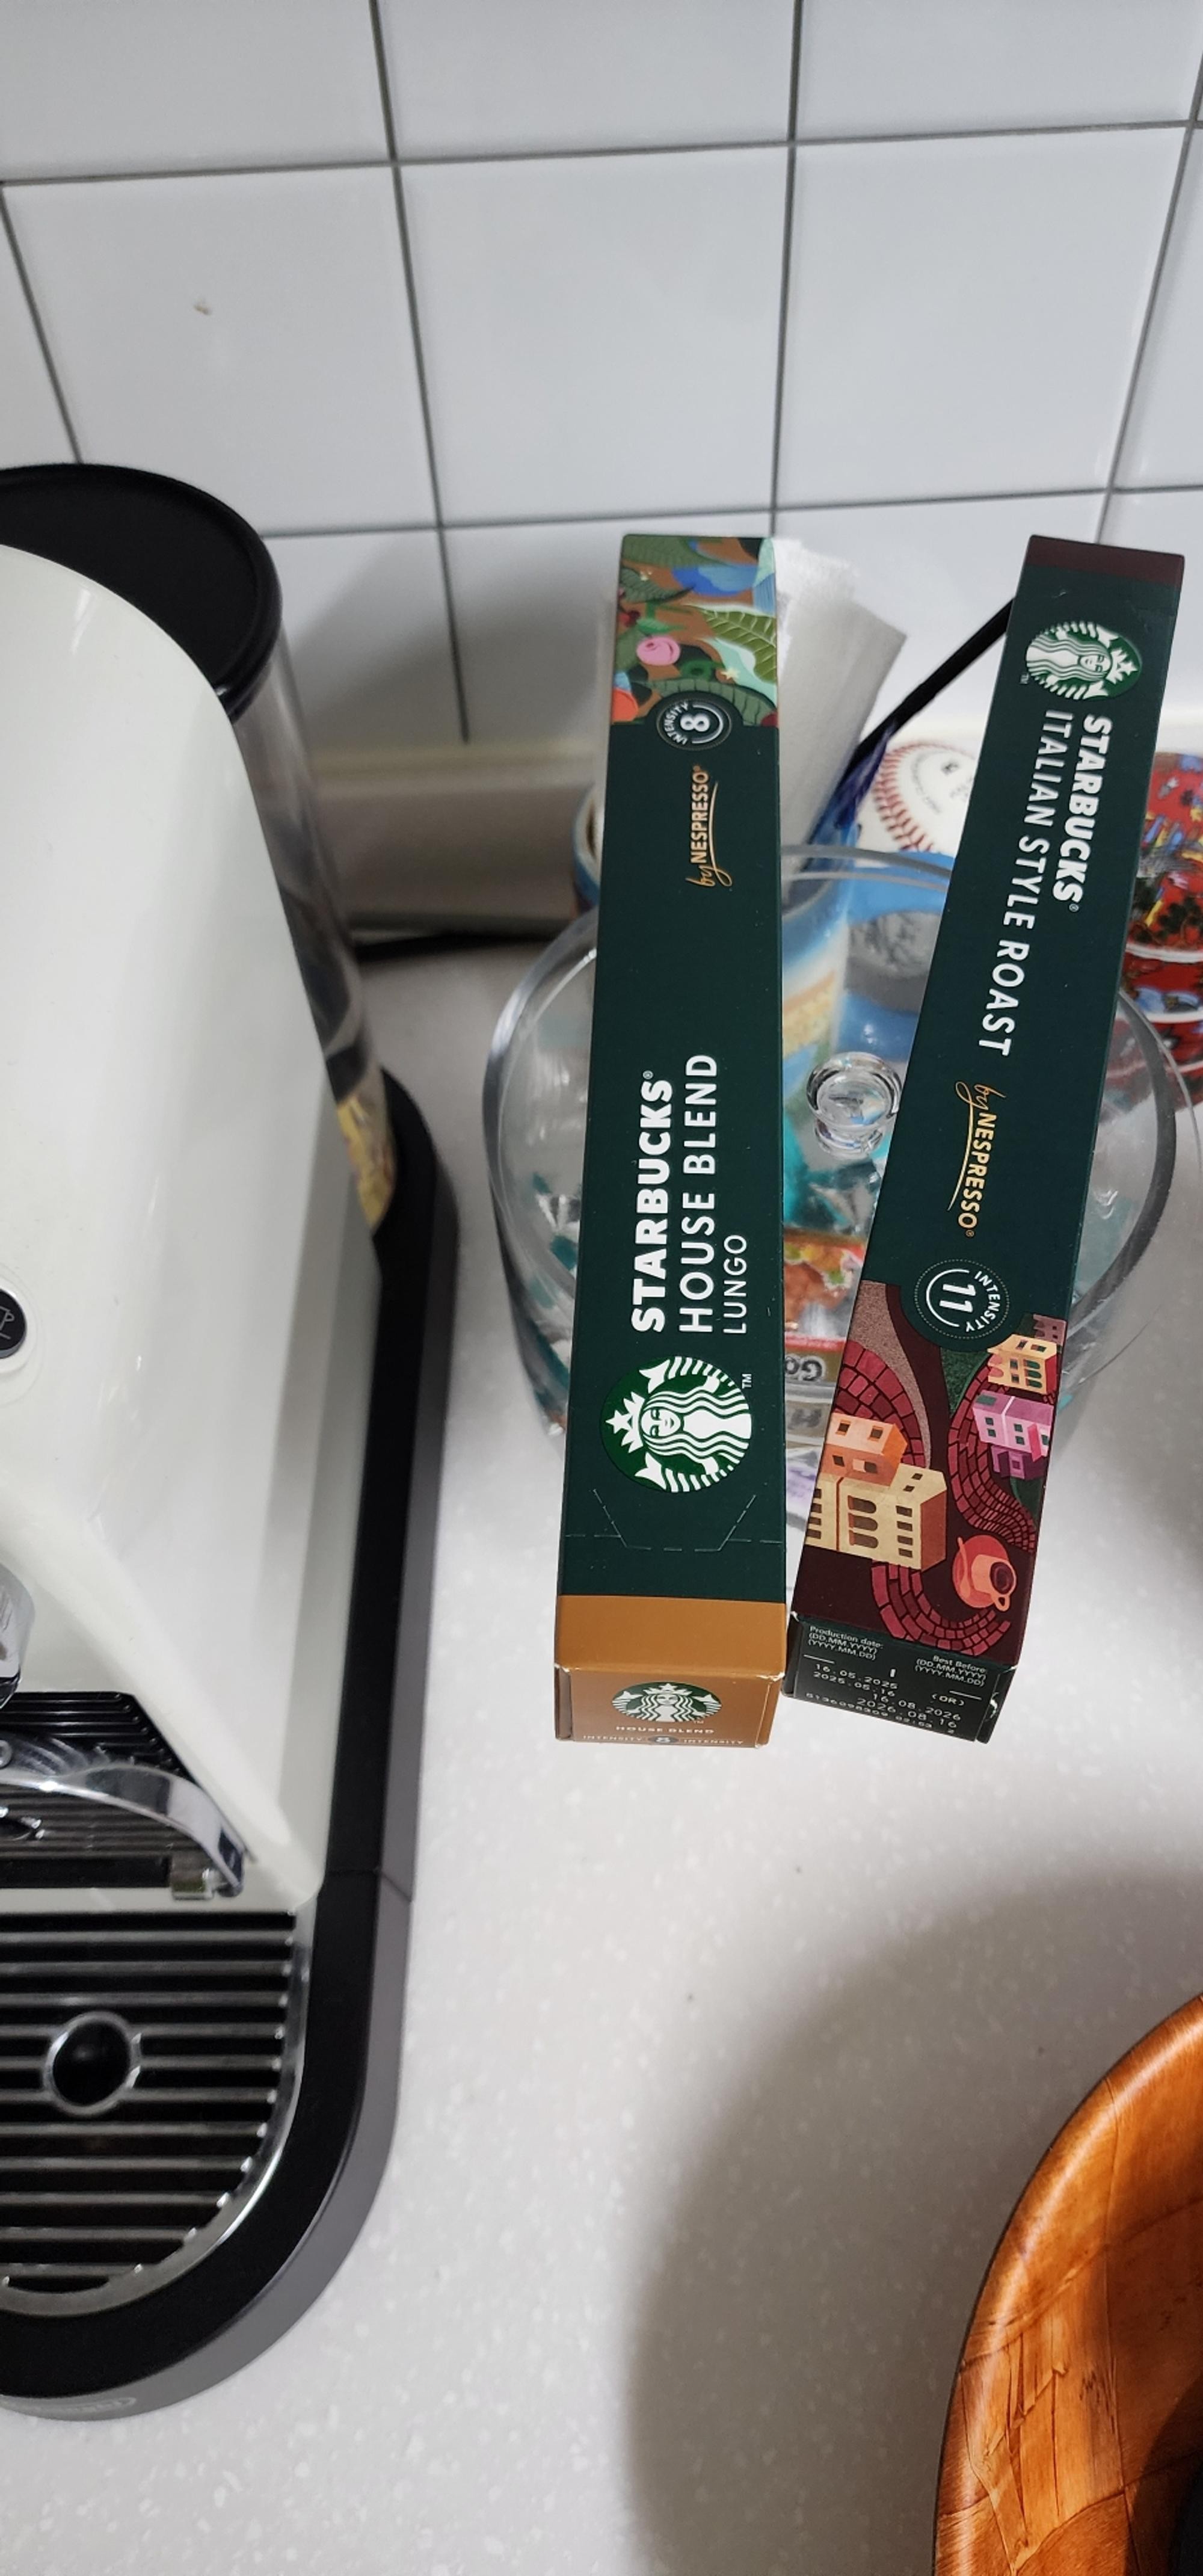 STARBUCKS®
HOUSE BLEND
LUNGO
TM
by NESPRESSO®
INTENSITY
8
HOUSE BLEND
INTENSITY 8 INTENSITY
TM
STARBUCKS®
ITALIAN STYLE ROAST
by NESPRESSO®
INTENSITY
11
Production date:
(DD.MM.YYYY)
(YYYY.MM.DD)
Best Before:
(DD.MM.YYYY)
(YYYY.MM.DD)
16.05.2025
2025.05.16
(OR)
16.08.2026
2026.08.16
Go